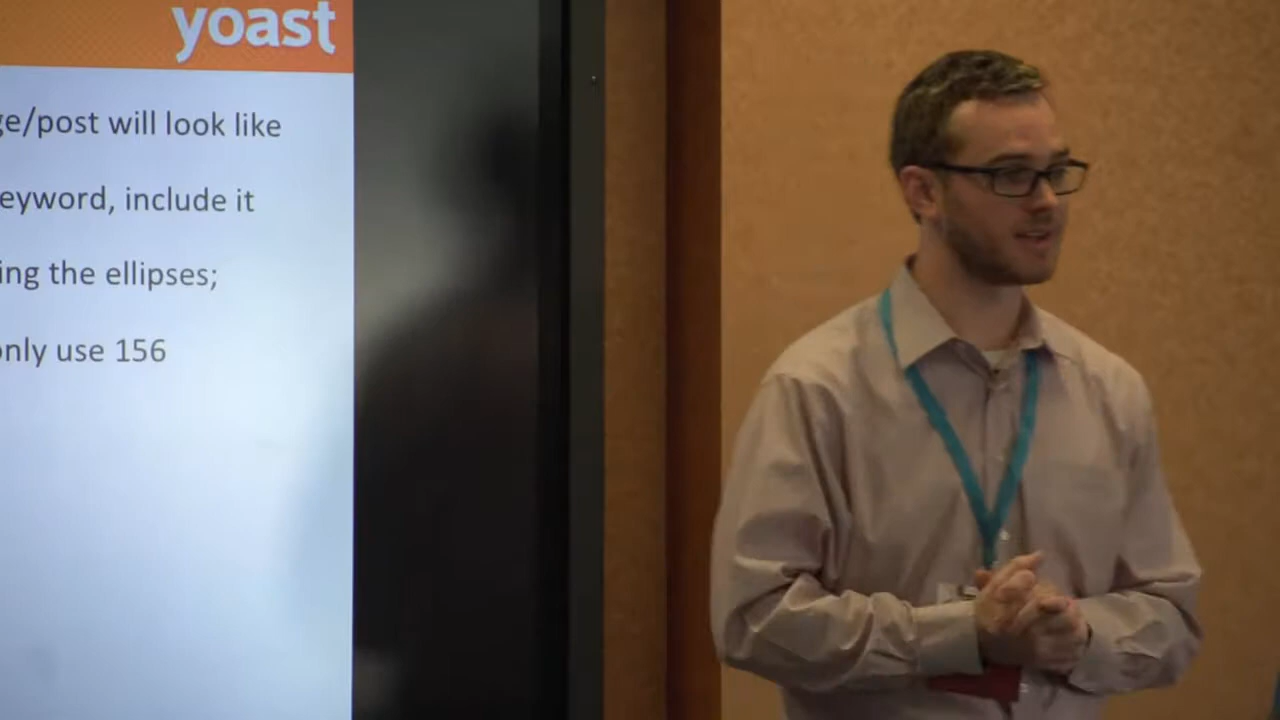 yoast
ge/post will look like
eyword, include it
ing the ellipses;
only use 156